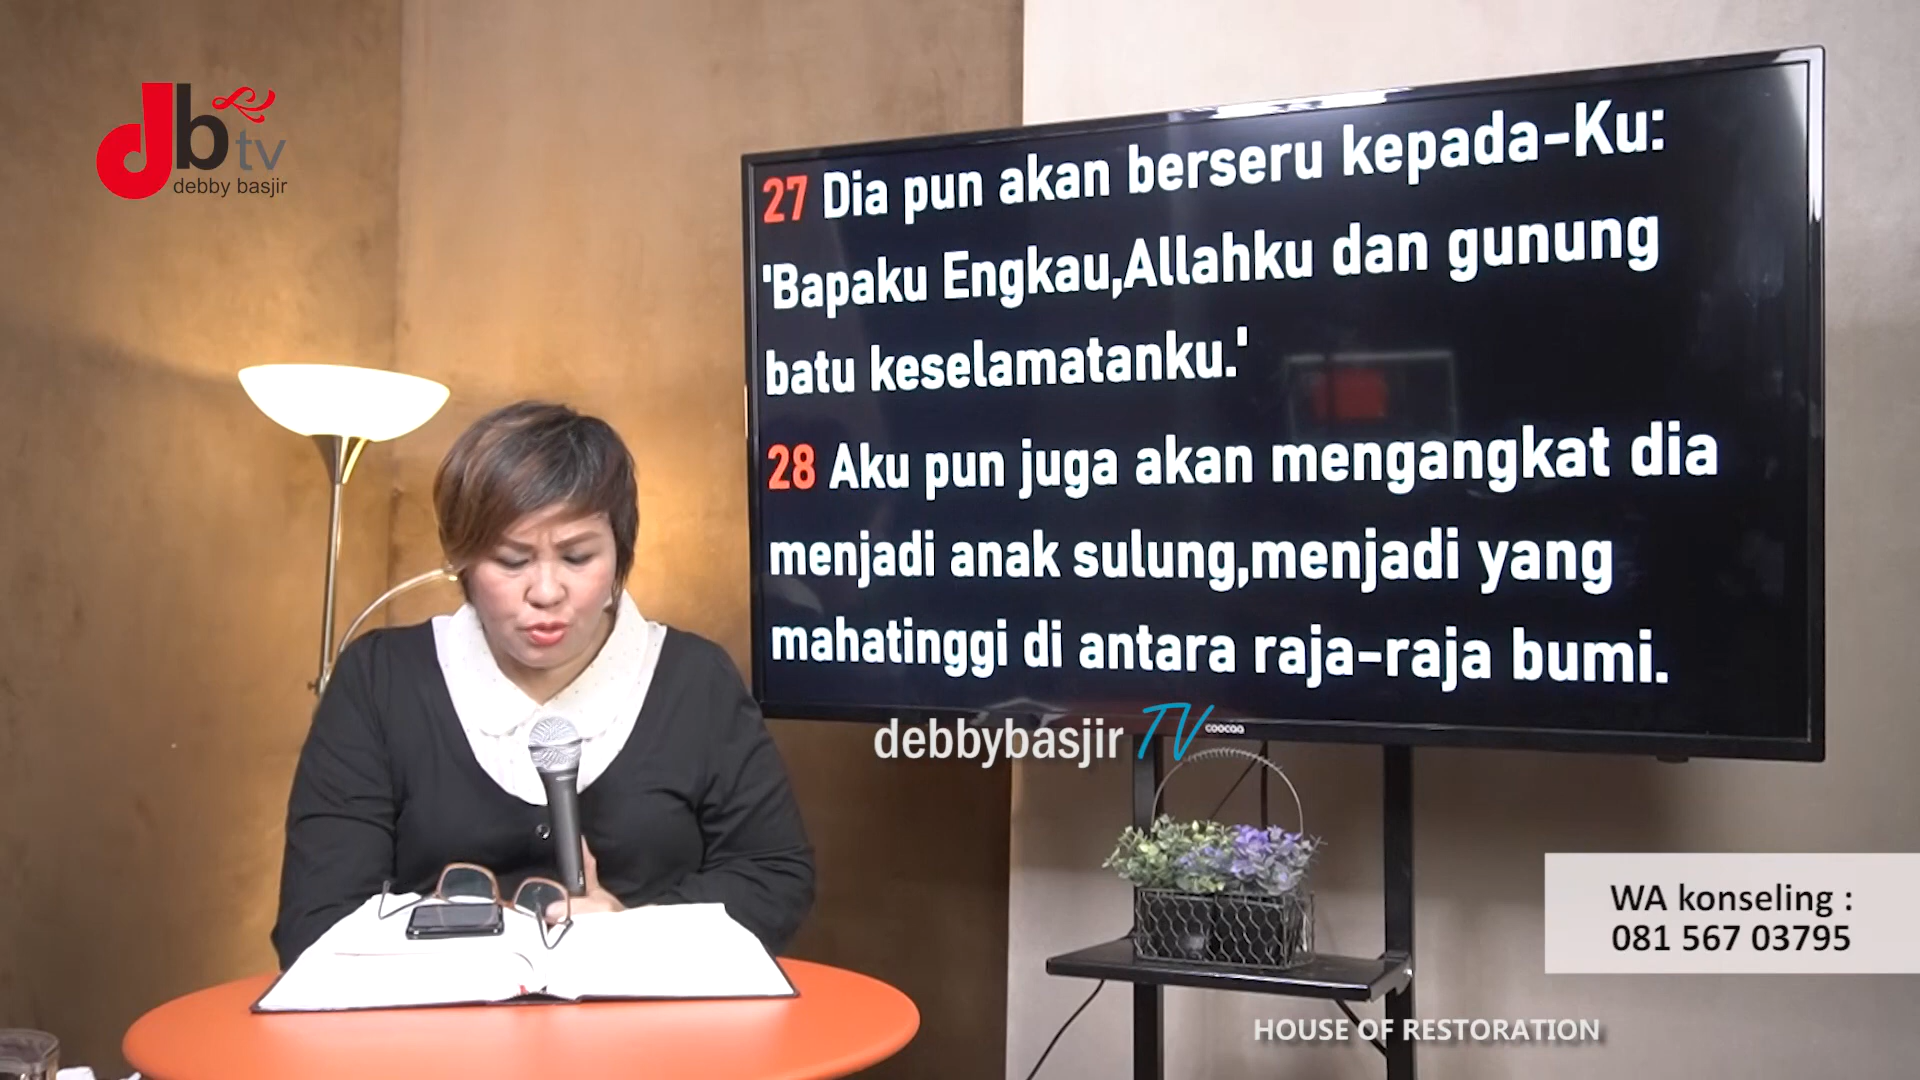 db tv
debby basjir
27 Dia pun akan berseru kepada-Ku:
'Bapaku Engkau,Allahku dan gunung
batu keselamatanku.'
28 Aku pun juga akan mengangkat dia
menjadi anak sulung,menjadi yang
mahatinggi di antara raja-raja bumi.
debbybasjir TV
coocaa
WA konseling :
081 567 03795
HOUSE OF RESTORATION